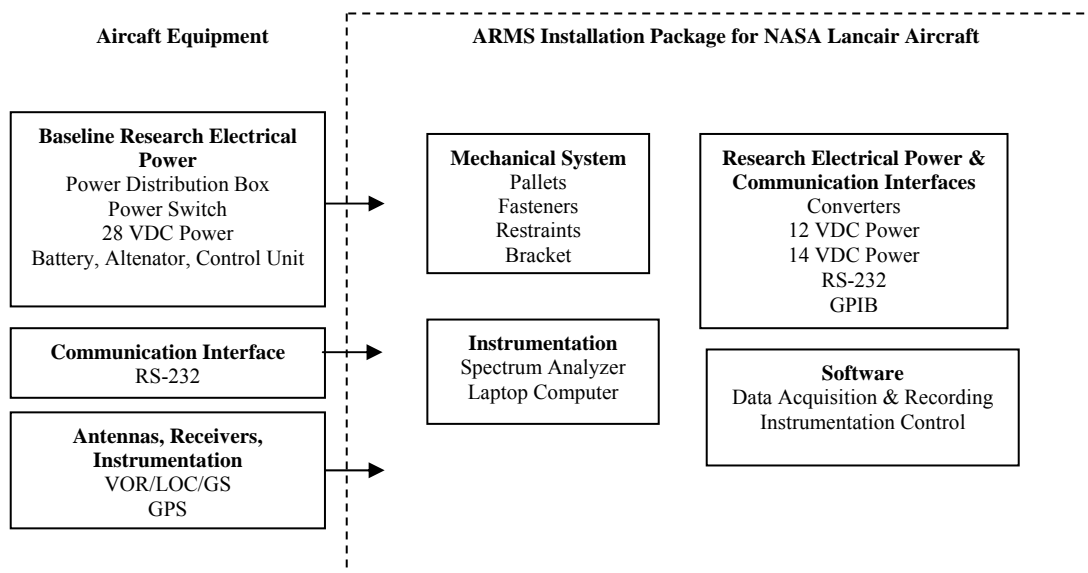 Aircaft Equipment
ARMS Installation Package for NASA Lancair Aircraft
Baseline Research Electrical
Power
Power Distribution Box
Power Switch
28 VDC Power
Battery, Altenator, Control Unit
Communication Interface
RS-232
Antennas, Receivers,
Instrumentation
VOR/LOC/GS
GPS
Mechanical System
Pallets
Fasteners
Restraints
Bracket
Instrumentation
Spectrum Analyzer
Laptop Computer
Research Electrical Power &
Communication Interfaces
Converters
12 VDC Power
14 VDC Power
RS-232
GPIB
Software
Data Acquisition & Recording
Instrumentation Control